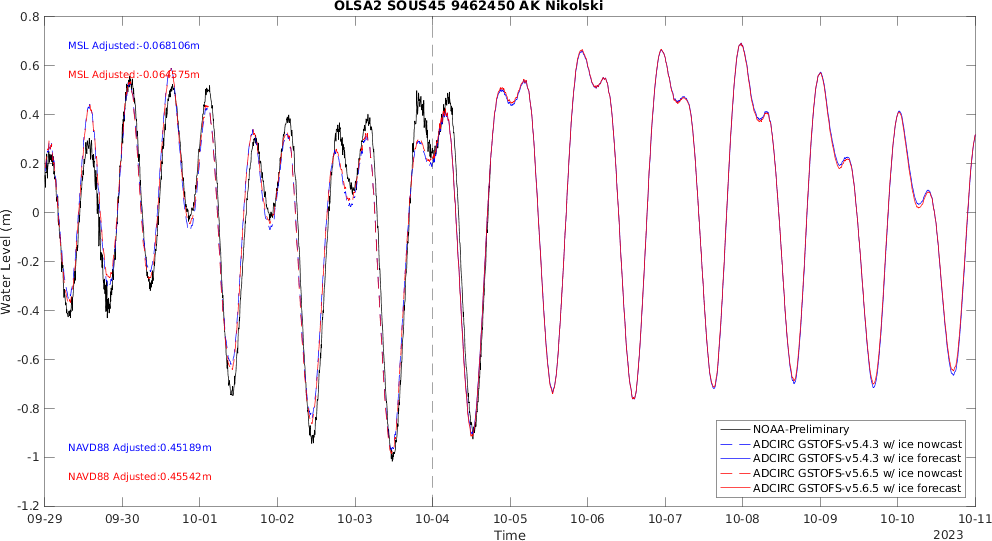 OLSA2 SOUS45 9462450 AK Nikolski
0.8
MSL Adjusted:-0.068106m
0.6
MSL Adjusted:-0.064575m
0.4
0.2
0
Water Level (m)
-0.2
-0.4
-0.6
-0.8
NOAA-Preliminary
NAVD88 Adjusted:0.45189m
ADCIRC GSTOFS-v5.4.3 w/ ice nowcast
-1
ADCIRC GSTOFS-v5.4.3 w/ ice forecast
NAVD88 Adjusted:0.45542m
ADCIRC GSTOFS-v5.6.5 w/ ice nowcast
ADCIRC GSTOFS-v5.6.5 w/ ice forecast
-1.2
09-29 09-30 10-01 10-02 10-03 10-04 10-05 10-06 10-07 10-08 10-09 10-10 10-11
Time
2023